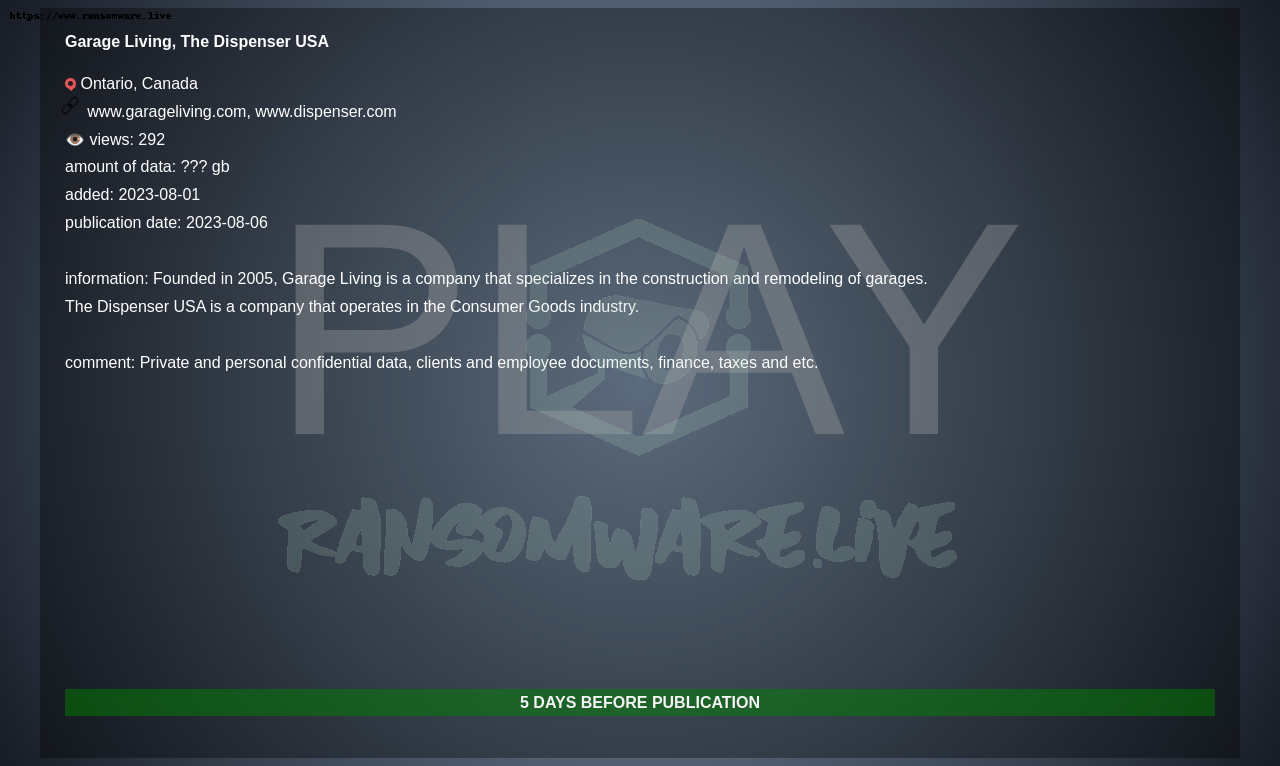 https://www.ransomware.live
Garage Living, The Dispenser USA
Ontario, Canada
www.garageliving.com, www.dispenser.com
views: 292
amount of data: ??? gb
added: 2023-08-01
publication date: 2023-08-06
PLAY
information: Founded in 2005, Garage Living is a company that specializes in the construction and remodeling of garages.
The Dispenser USA is a company that operates in the Consumer Goods industry.
comment: Private and personal confidential data, clients and employee documents, finance, taxes and etc.
RANSOMWARE.LiVE
5 DAYS BEFORE PUBLICATION